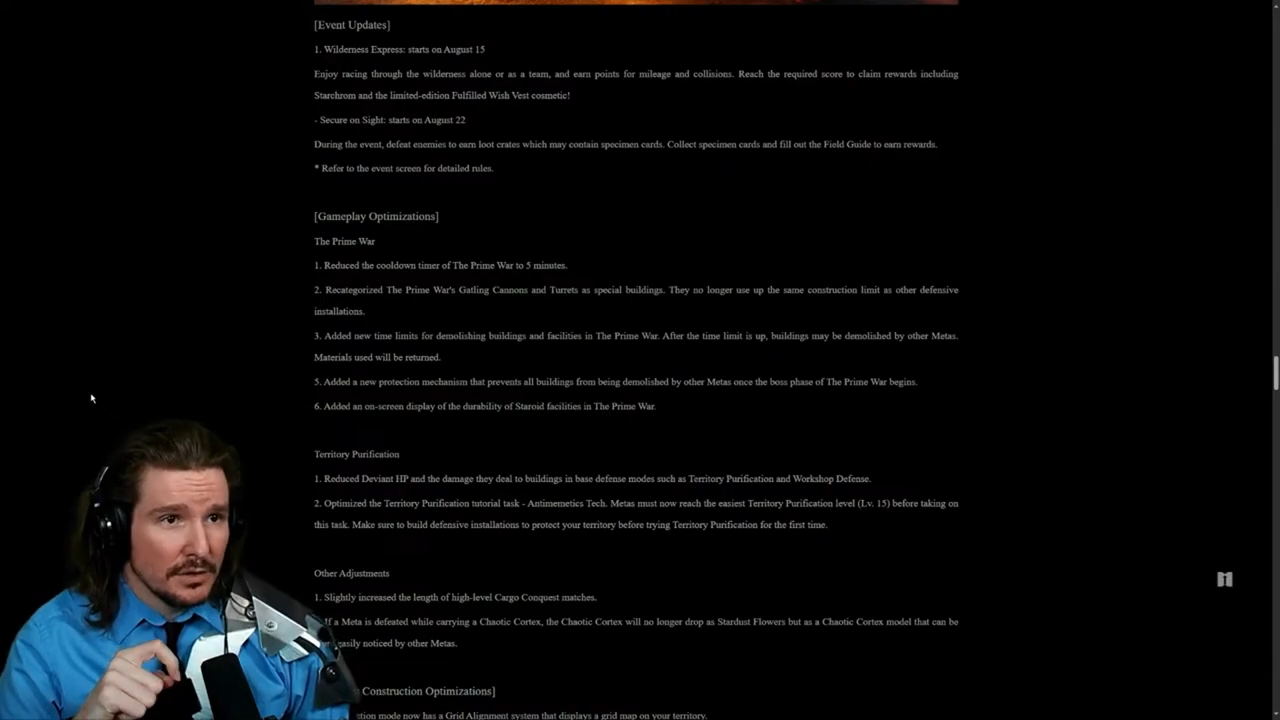 [Event Updates]
1. Wilderness Express: starts on August 15
Enjoy racing through the wilderness alone or as a team, and earn points for mileage and collisions. Reach the required score to claim rewards including
Starchrom and the limited-edition Fulfilled Wish Vest cosmetic!
- Secure on Sight: starts on August 22
During the event, defeat enemies to earn loot crates which may contain specimen cards. Collect specimen cards and fill out the Field Guide to earn rewards.
* Refer to the event screen for detailed rules.
[Gameplay Optimizations]
The Prime War
1. Reduced the cooldown timer of The Prime War to 5 minutes.
2. Recategorized The Prime War's Gatling Cannons and Turrets as special buildings. They no longer use up the same construction limit as other defensive
installations.
3. Added new time limits for demolishing buildings and facilities in The Prime War. After the time limit is up, buildings may be demolished by other Metas.
Materials used will be returned.
5. Added a new protection mechanism that prevents all buildings from being demolished by other Metas once the boss phase of The Prime War begins.
6. Added an on-screen display of the durability of Staroid facilities in The Prime War.
Territory Purification
1. Reduced Deviant HP and the damage they deal to buildings in base defense modes such as Territory Purification and Workshop Defense.
2. Optimized the Territory Purification tutorial task - Antimemetics Tech. Metas must now reach the easiest Territory Purification level (Lv. 15) before taking on
this task. Make sure to build defensive installations to protect your territory before trying Territory Purification for the first time.
Other Adjustments
1. Slightly increased the length of high-level Cargo Conquest matches.
If a Meta is defeated while carrying a Chaotic Cortex, the Chaotic Cortex will no longer drop as Stardust Flowers but as a Chaotic Cortex model that can be
easily noticed by other Metas.
Construction Optimizations]
mode now has a Grid Alignment system that displays a grid map on your territory.